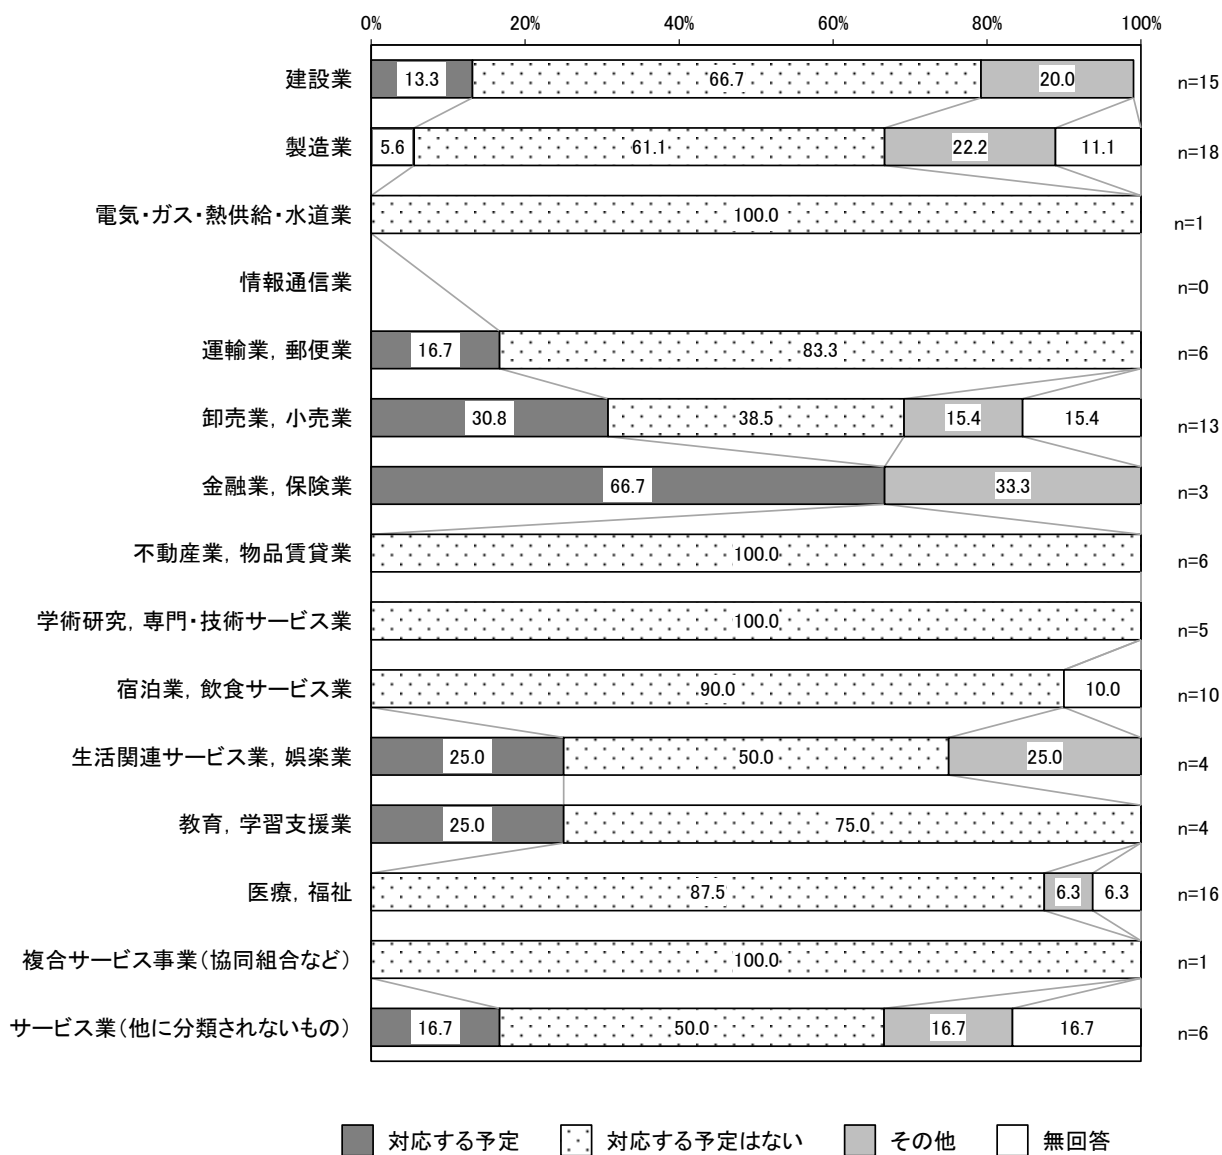 0% 20% 40% 60% 80% 100%
建設業 13.3 66.7 20.0 n=15
製造業 5.6 61.1 22.2 11.1 n=18
電気・ガス・熱供給・水道業 100.0 n=1
情報通信業 n=0
運輸業，郵便業 16.7 83.3 n=6
卸売業，小売業 30.8 38.5 15.4 15.4 n=13
金融業，保険業 66.7 33.3 n=3
不動産業，物品賃貸業 100.0 n=6
学術研究，専門・技術サービス業 100.0 n=5
宿泊業，飲食サービス業 90.0 10.0 n=10
生活関連サービス業，娯楽業 25.0 50.0 25.0 n=4
教育，学習支援業 25.0 75.0 n=4
医療，福祉 87.5 6.3 6.3 n=16
複合サービス事業（協同組合など） 100.0 n=1
サービス業（他に分類されないもの） 16.7 50.0 16.7 16.7 n=6
対応する予定 対応する予定はない その他 無回答